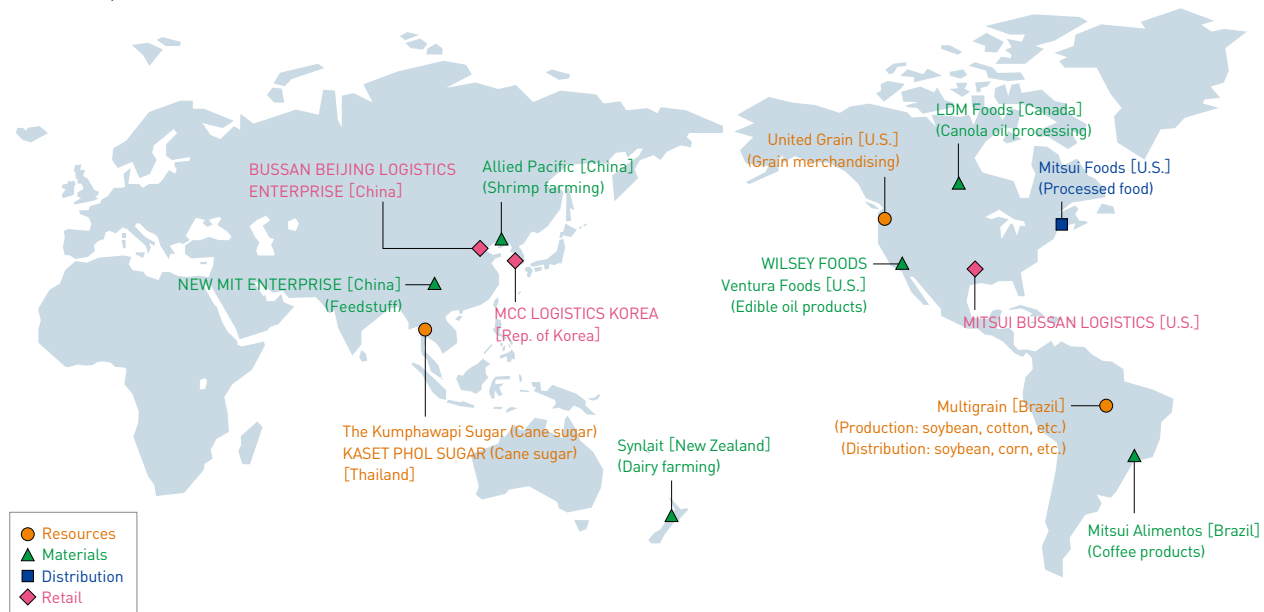 LDM Foods [Canada]
(Canola oil processing)
United Grain [U.S.]
(Grain merchandising)
Mitsui Foods [U.S.]
(Processed food)
BUSSAN BEIJING LOGISTICS
ENTERPRISE [China]
Allied Pacific [China]
(Shrimp farming)
NEW MIT ENTERPRISE [China]
(Feedstuff)
MCC LOGISTICS KOREA
[Rep. of Korea]
WILSEY FOODS
Ventura Foods [U.S.]
(Edible oil products)
MITSUI BUSSAN LOGISTICS [U.S.]
The Kumphawapi Sugar (Cane sugar)
KASET PHOL SUGAR (Cane sugar)
[Thailand]
Synlait [New Zealand]
(Dairy farming)
Multigrain [Brazil]
(Production: soybean, cotton, etc.)
(Distribution: soybean, corn, etc.)
Mitsui Alimentos [Brazil]
(Coffee products)
Resources
Materials
Distribution
Retail